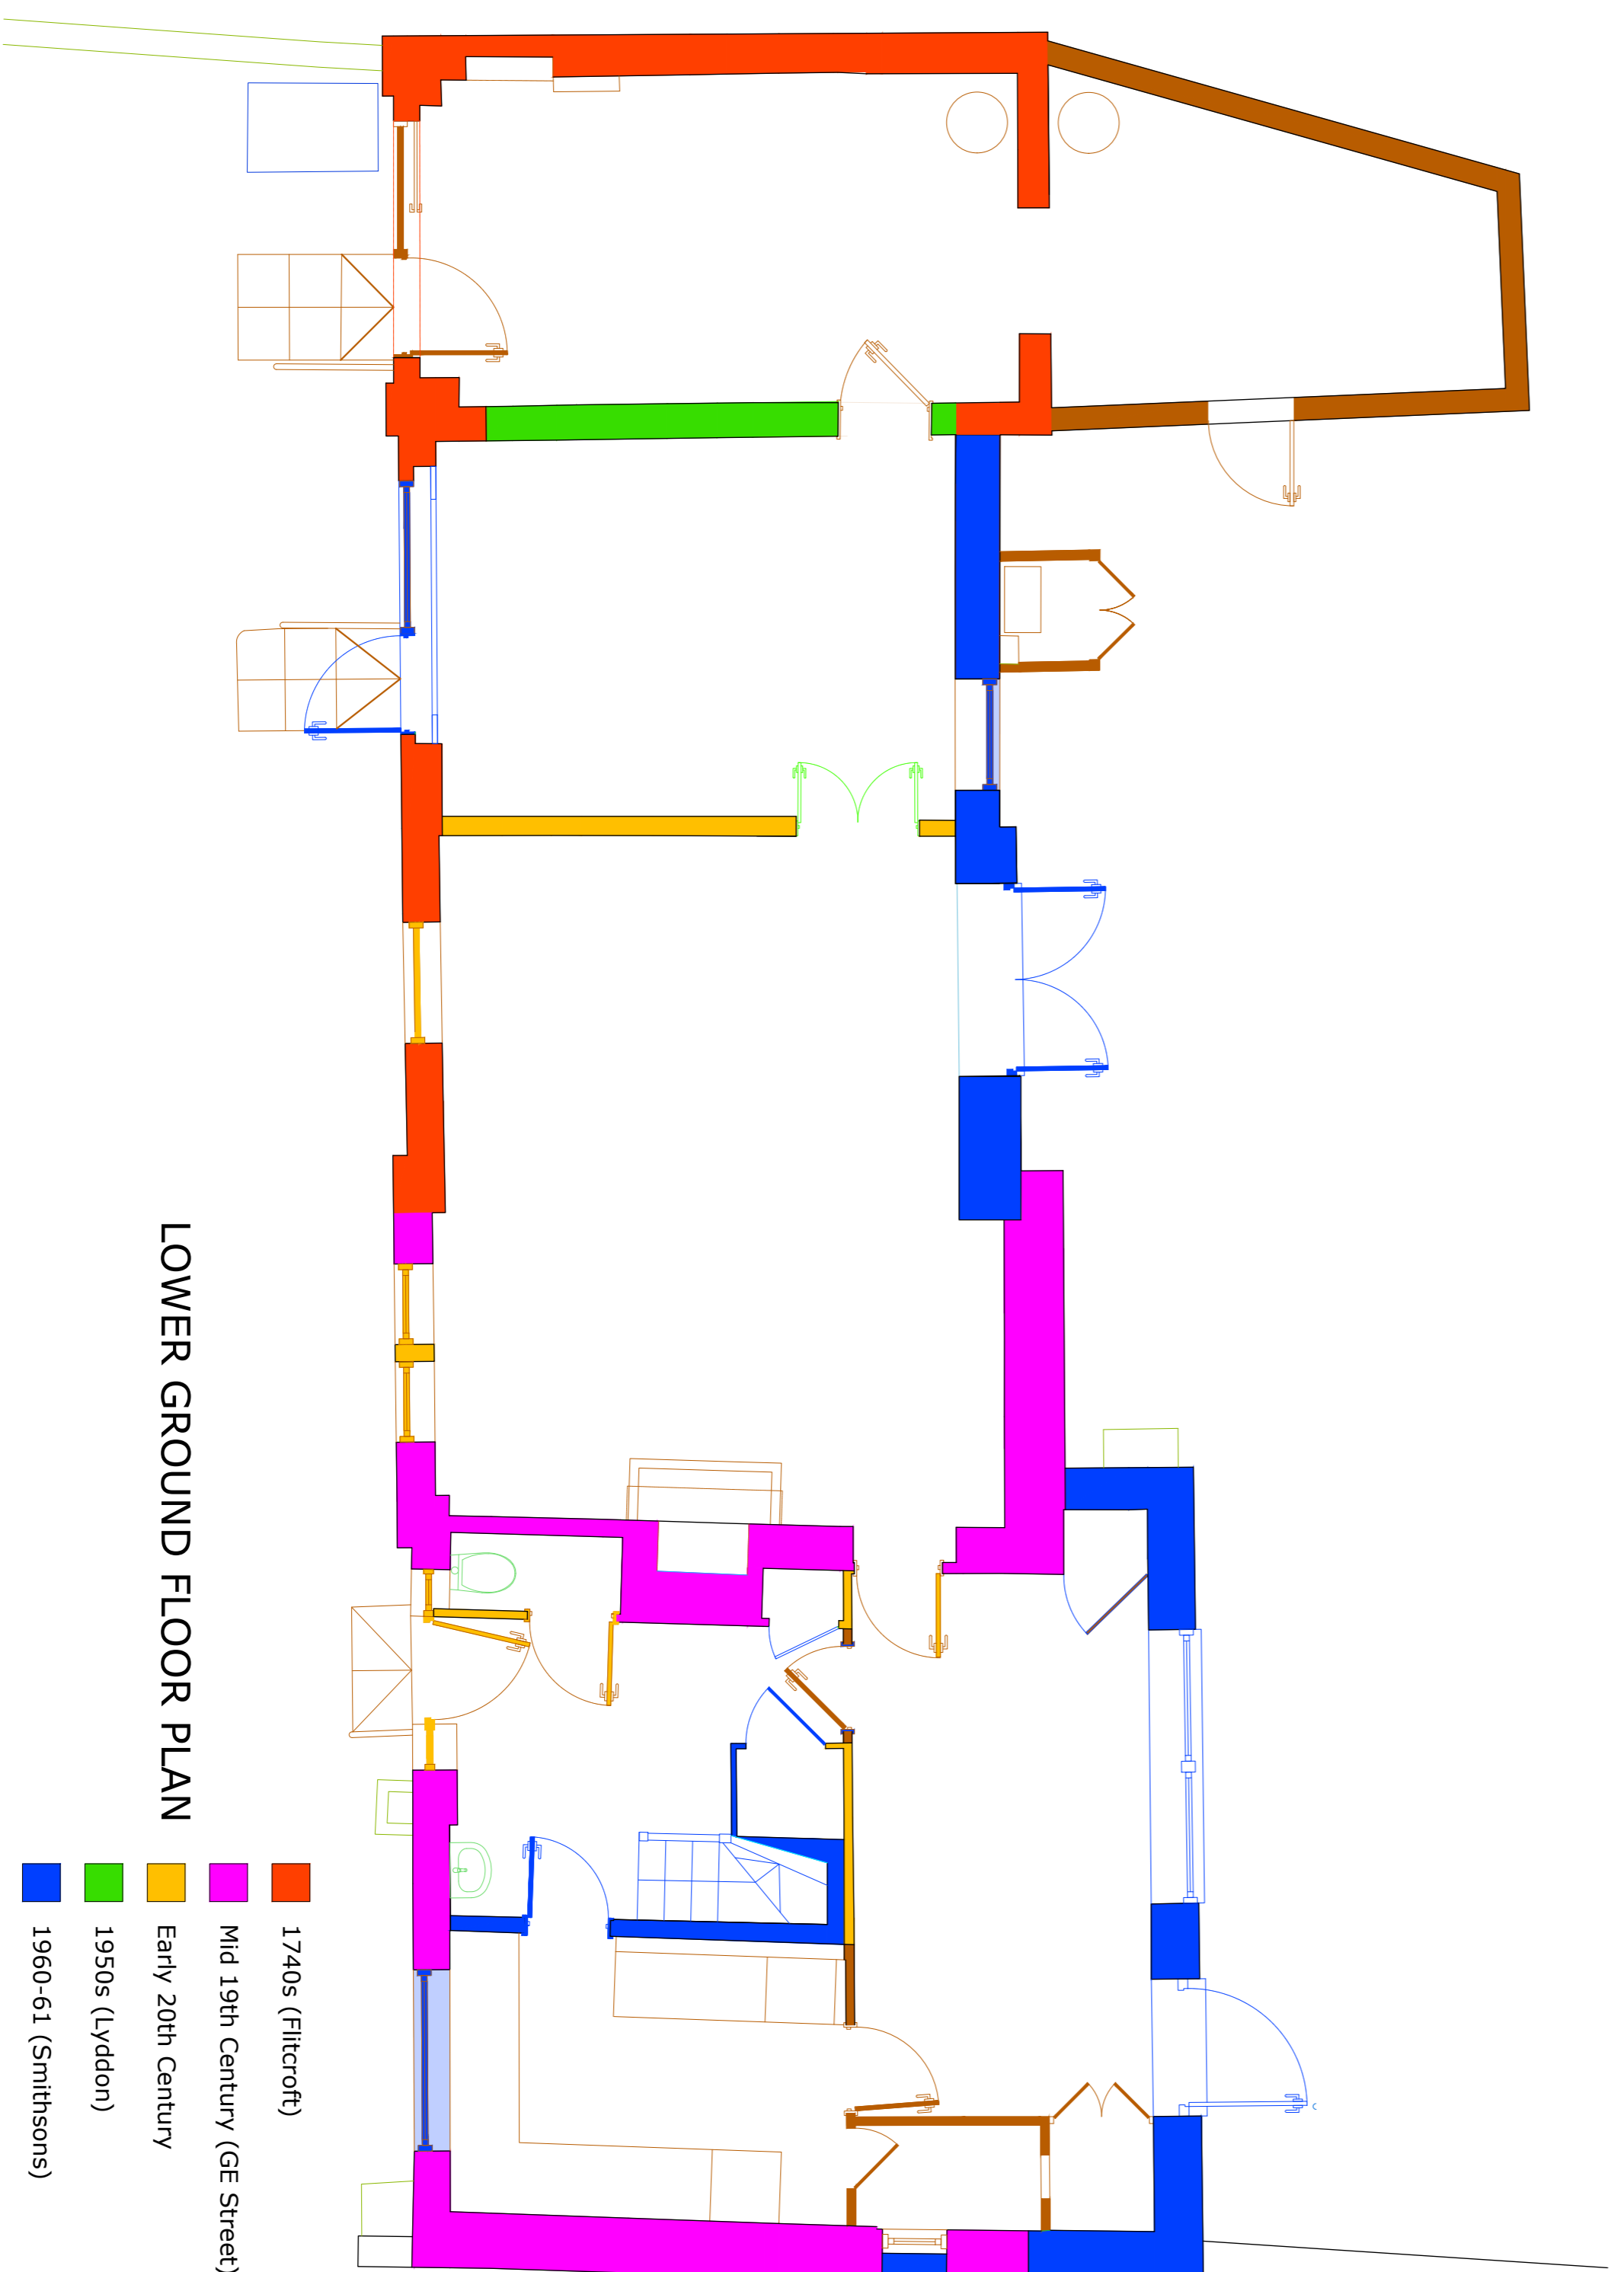 LOWER GROUND FLOOR PLAN
1740s (Flitcroft)
Mid 19th Century (GE Street)
Early 20th Century
1950s (Lyddon)
1960-61 (Smithsons)